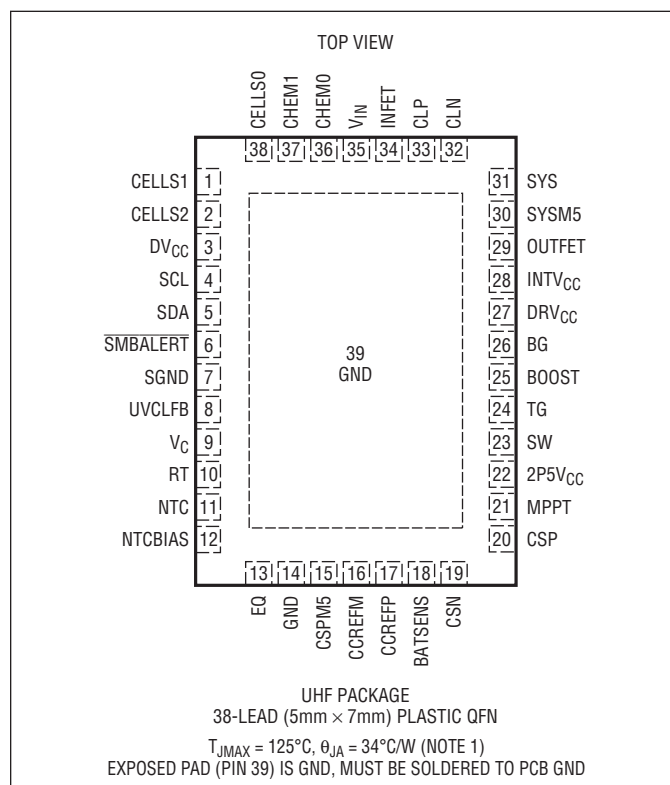 TOP VIEW
CELLS0
CHEM1
CHEM0
VIN
INFET
CLP
CLN
38 37 36 35 34 33 32
CELLS1 1
CELLS2 2
DVCC 3
SCL 4
SDA 5
SMBALERT 6
SGND 7
UVCLFB 8
VC 9
RT 10
NTC 11
NTCBIAS 12
39
GND
31 SYS
30 SYSM5
29 OUTFET
28 INTVCC
27 DRVCC
26 BG
25 BOOST
24 TG
23 SW
22 2P5VCC
21 MPPT
20 CSP
13 14 15 16 17 18 19
EQ
GND
CSPM5
CCREFM
CCREFP
BATSENS
CSN
UHF PACKAGE
38-LEAD (5mm × 7mm) PLASTIC QFN
TJMAX = 125°C, θJA = 34°C/W (NOTE 1)
EXPOSED PAD (PIN 39) IS GND, MUST BE SOLDERED TO PCB GND